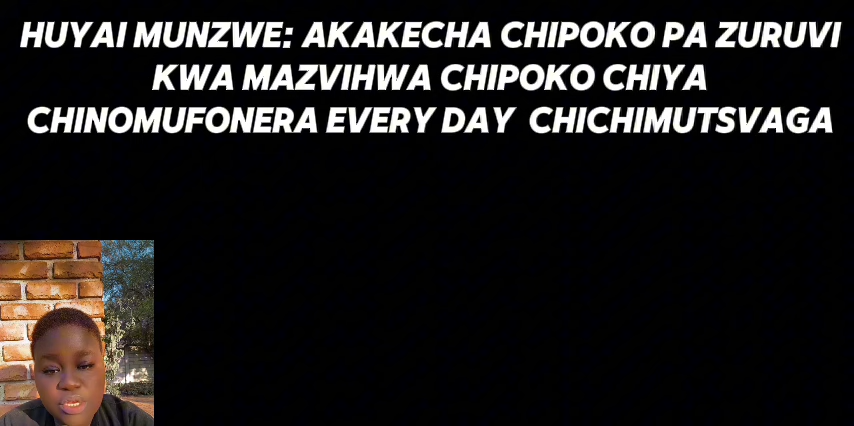 HUYAI MUNZWE: AKAKECHA CHIPOKO PA ZURUVI
KWA MAZVIHWA CHIPOKO CHIYA
CHINOMUFONERA EVERY DAY CHICHIMUTSVAGA